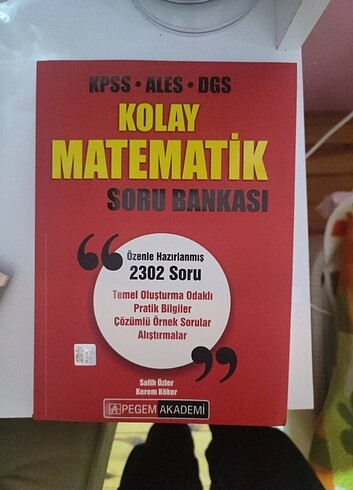 KPSS • ALES • DGS
KOLAY
MATEMATİK
SORU BANKASI
Özenle Hazırlanmış
2302 Soru
Temel Oluşturma Odaklı
Pratik Bilgiler
Çözümlü Örnek Sorular
Alıştırmalar
Salih Özler
Kerem Köker
PEGEM AKADEMİ